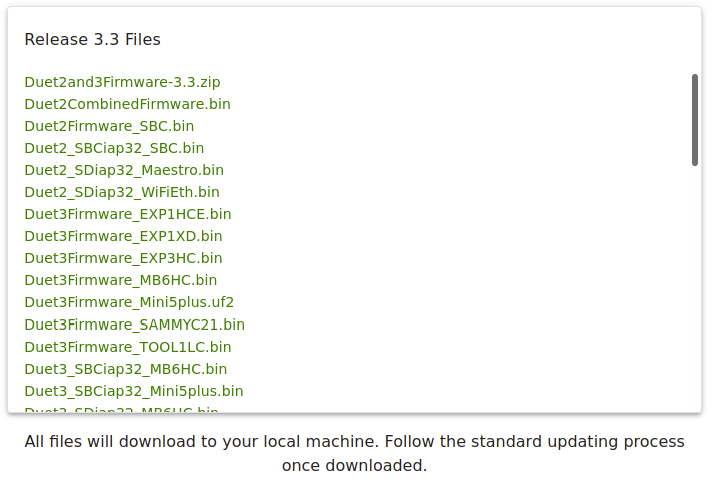 Release 3.3 Files
Duet2and3Firmware-3.3.zip
Duet2CombinedFirmware.bin
Duet2Firmware_SBC.bin
Duet2_SBCiap32_SBC.bin
Duet2_SDiap32_Maestro.bin
Duet2_SDiap32_WiFiEth.bin
Duet3Firmware_EXP1HCE.bin
Duet3Firmware_EXP1XD.bin
Duet3Firmware_EXP3HC.bin
Duet3Firmware_MB6HC.bin
Duet3Firmware_Mini5plus.uf2
Duet3Firmware_SAMMYC21.bin
Duet3Firmware_TOOL1LC.bin
Duet3_SBCiap32_MB6HC.bin
Duet3_SBCiap32_Mini5plus.bin
Duet3_SDiap32_MB6HC.bin
All files will download to your local machine. Follow the standard updating process
once downloaded.